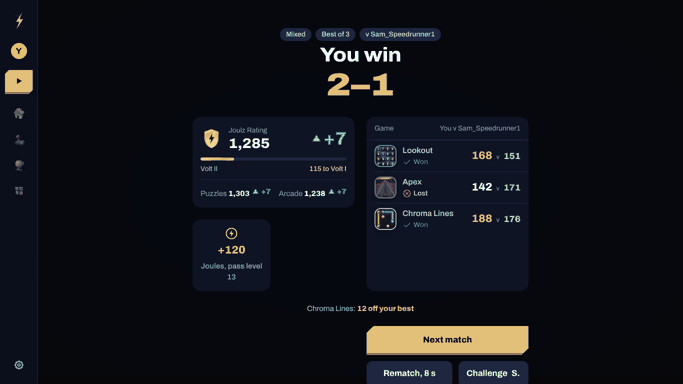 Y
Mixed Best of 3 v Sam_Speedrunner1
You win
2–1
Joulz Rating
1,285
+7
Volt II 115 to Volt I
Puzzles 1,303 +7 Arcade 1,238 +7
+120
Joules, pass level
13
Game You v Sam_Speedrunner1
Lookout
Won
168 v 151
Apex
Lost
142 v 171
Chroma Lines
Won
188 v 176
Chroma Lines: 12 off your best
Next match
Rematch, 8 s
Challenge S.